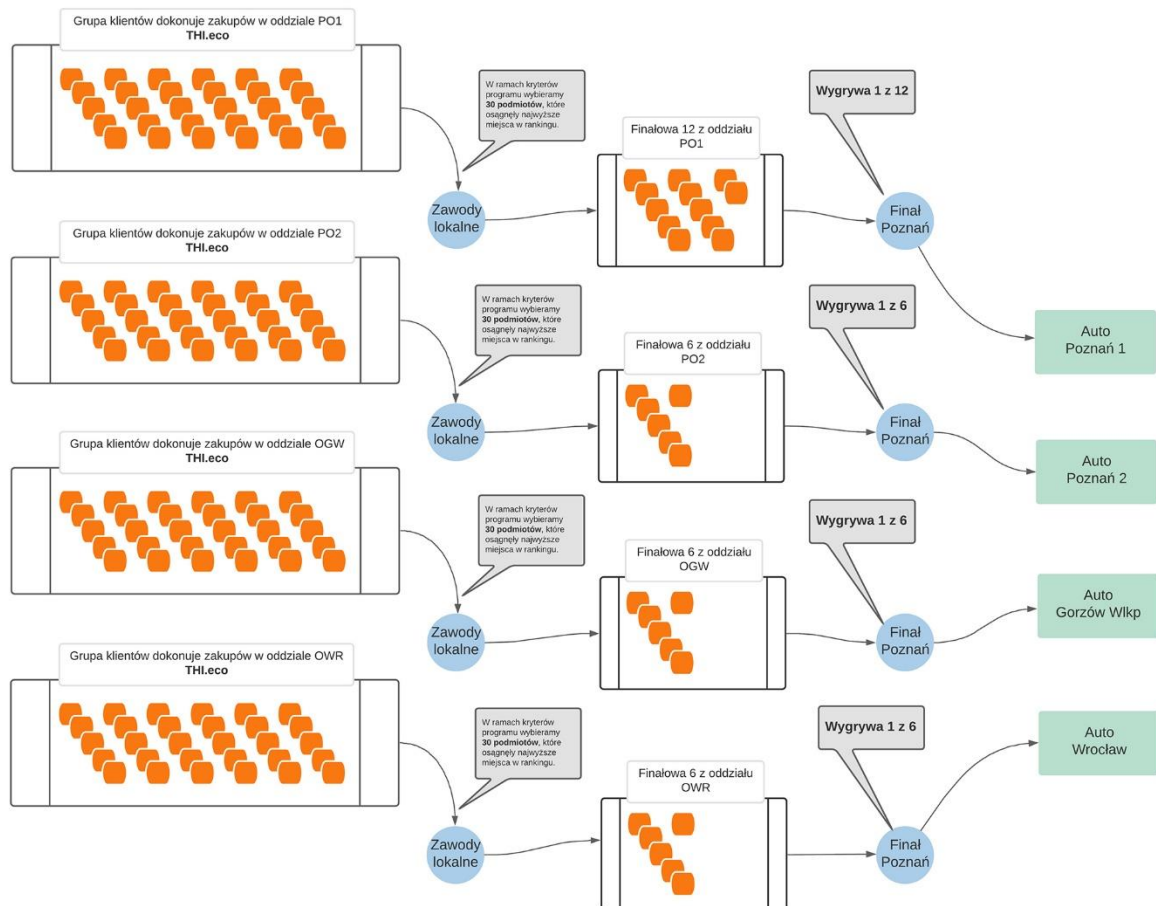 Grupa klientów dokonuje zakupów w oddziale PO1
THI.eco
W ramach kryterów
programu wybieramy
30 podmiotów, które
osiągnęły najwyższe
miejsca w rankingu.
Zawody
lokalne
Finałowa 12 z oddziału
PO1
Wygrywa 1 z 12
Finał
Poznań
Auto
Poznań 1
Grupa klientów dokonuje zakupów w oddziale PO2
THI.eco
W ramach kryterów
programu wybieramy
30 podmiotów, które
osiągnęły najwyższe
miejsca w rankingu.
Zawody
lokalne
Finałowa 6 z oddziału
PO2
Wygrywa 1 z 6
Finał
Poznań
Auto
Poznań 2
Grupa klientów dokonuje zakupów w oddziale OGW
THI.eco
W ramach kryterów
programu wybieramy
30 podmiotów, które
osiągnęły najwyższe
miejsca w rankingu.
Zawody
lokalne
Finałowa 6 z oddziału
OGW
Wygrywa 1 z 6
Finał
Poznań
Auto
Gorzów Wlkp
Grupa klientów dokonuje zakupów w oddziale OWR
THI.eco
W ramach kryterów
programu wybieramy
30 podmiotów, które
osiągnęły najwyższe
miejsca w rankingu.
Zawody
lokalne
Finałowa 6 z oddziału
OWR
Wygrywa 1 z 6
Finał
Poznań
Auto
Wrocław